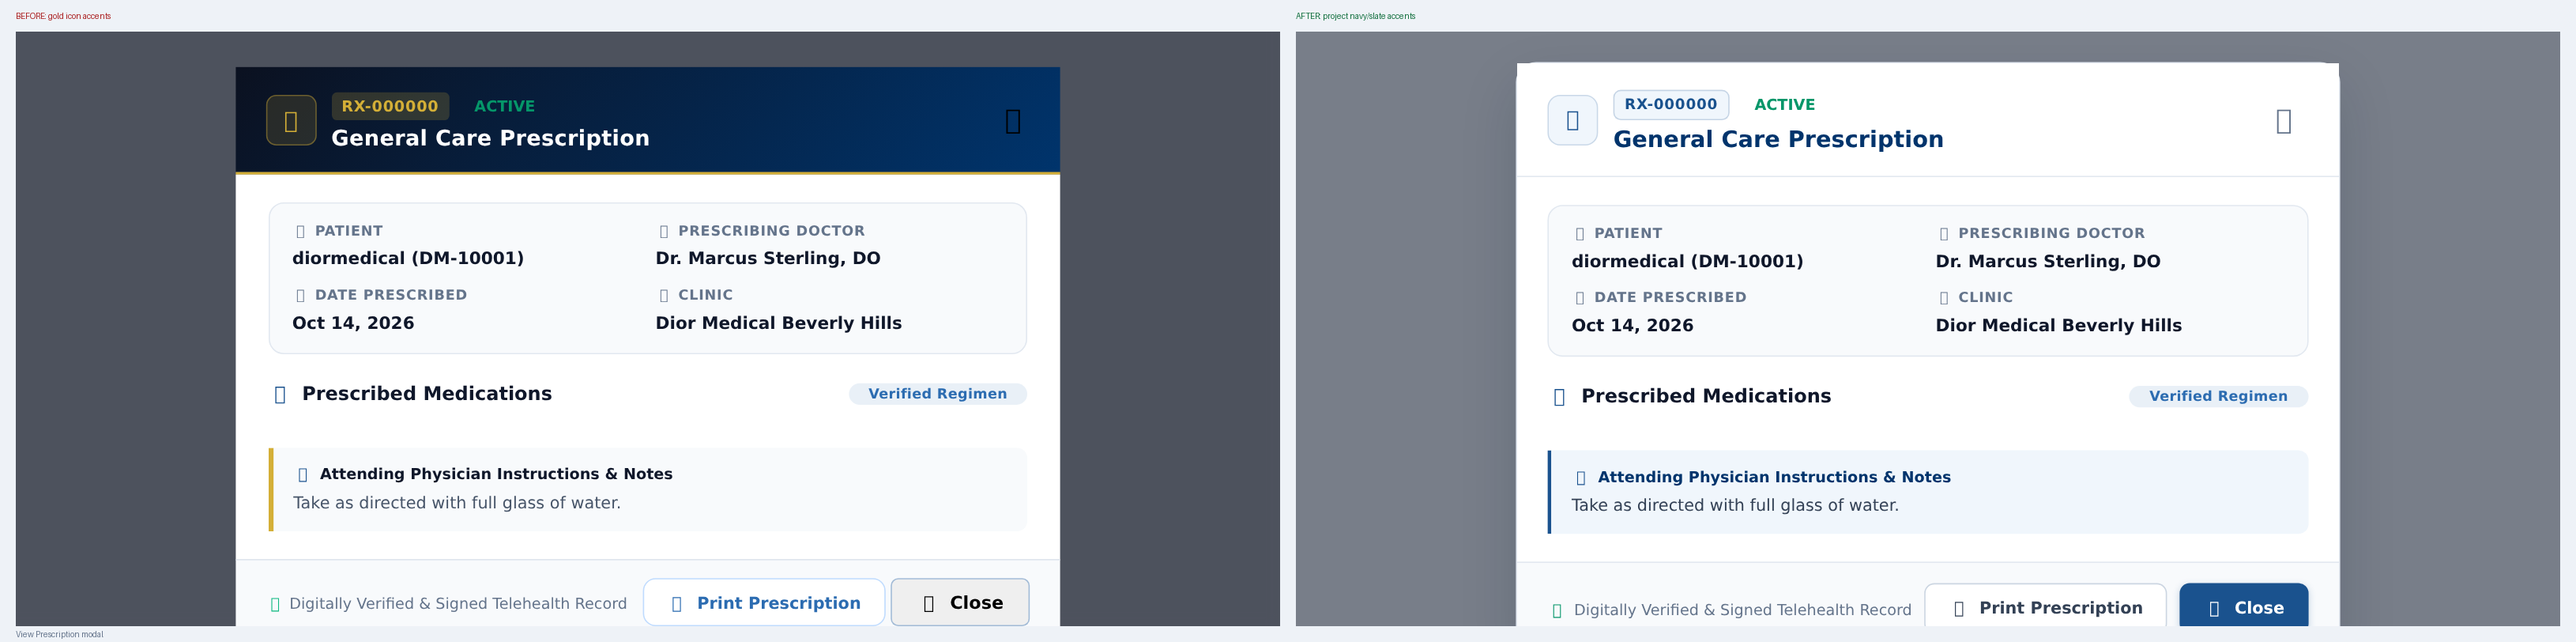 BEFORE: gold icon accents
RX-000000 ACTIVE
General Care Prescription
PATIENT
diormedical (DM-10001)
PRESCRIBING DOCTOR
Dr. Marcus Sterling, DO
DATE PRESCRIBED
Oct 14, 2026
CLINIC
Dior Medical Beverly Hills
Prescribed Medications
Verified Regimen
Attending Physician Instructions & Notes
Take as directed with full glass of water.
Digitally Verified & Signed Telehealth Record
Print Prescription
Close
View Prescription modal
AFTER: project navy/slate accents
RX-000000 ACTIVE
General Care Prescription
PATIENT
diormedical (DM-10001)
PRESCRIBING DOCTOR
Dr. Marcus Sterling, DO
DATE PRESCRIBED
Oct 14, 2026
CLINIC
Dior Medical Beverly Hills
Prescribed Medications
Verified Regimen
Attending Physician Instructions & Notes
Take as directed with full glass of water.
Digitally Verified & Signed Telehealth Record
Print Prescription
Close